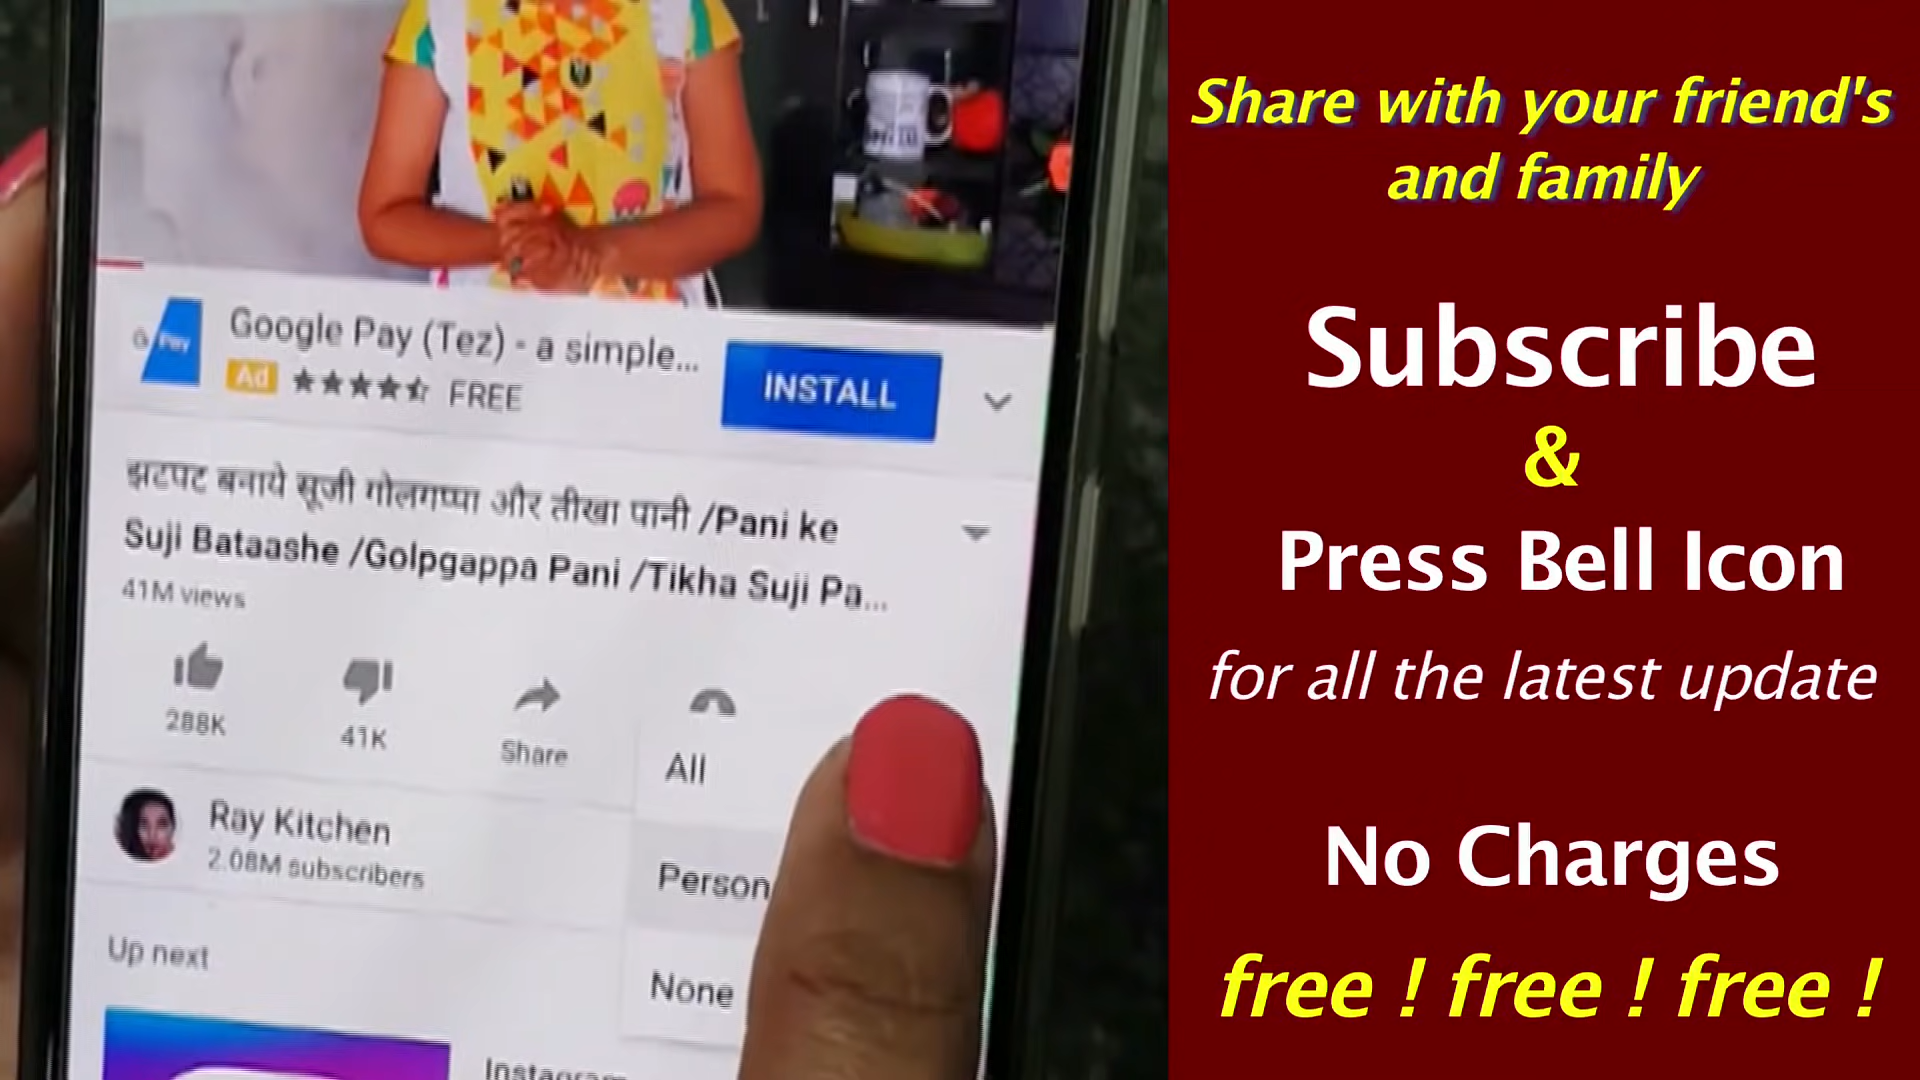 G Pay
Google Pay (Tez) - a simple...
Ad ★★★★⯪ FREE
INSTALL
झटपट बनाये सूजी गोलगप्पा और तीखा पानी /Pani ke
Suji Bataashe /Golpgappa Pani /Tikha Suji Pa...
41M views
288K
41K
Share
All
Person
None
Ray Kitchen
2.08M subscribers
Up next
Instagram
Share with your friend's
and family
Subscribe
&
Press Bell Icon
for all the latest update
No Charges
free ! free ! free !